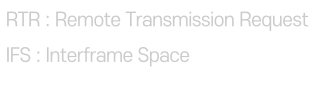 RTR : Remote Transmission Request
IFS : Interframe Space